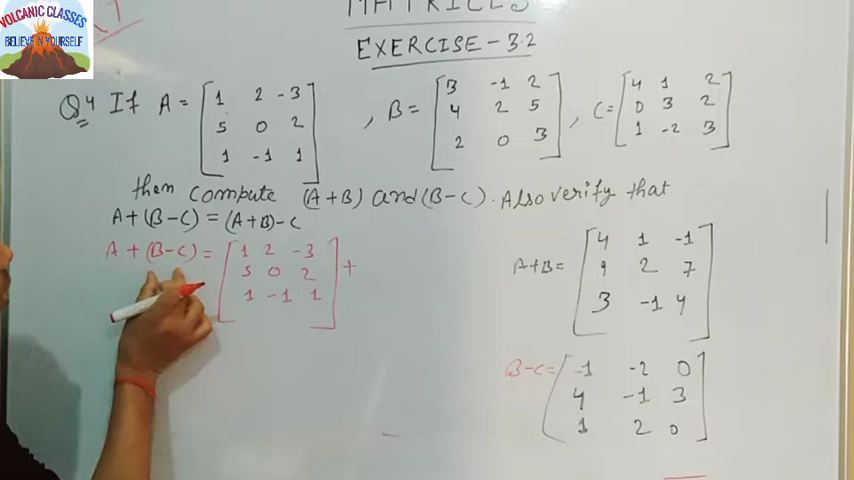 VOLCANIC CLASSES
BELIEVE IN YOURSELF
MATRICES
EXERCISE-3.2
Q4 If A = [1 2 -3
5 0 2
1 -1 1] , B = [3 -1 2
4 2 5
2 0 3] , C = [4 1 2
0 3 2
1 -2 3]
then compute (A+B) and (B-C). Also verify that
A+(B-C) = (A+B)-C
A+(B-C) = [1 2 -3
5 0 2
1 -1 1] +
A+B = [4 1 -1
9 2 7
3 -1 4]
B-C = [-1 -2 0
4 -1 3
1 2 0]